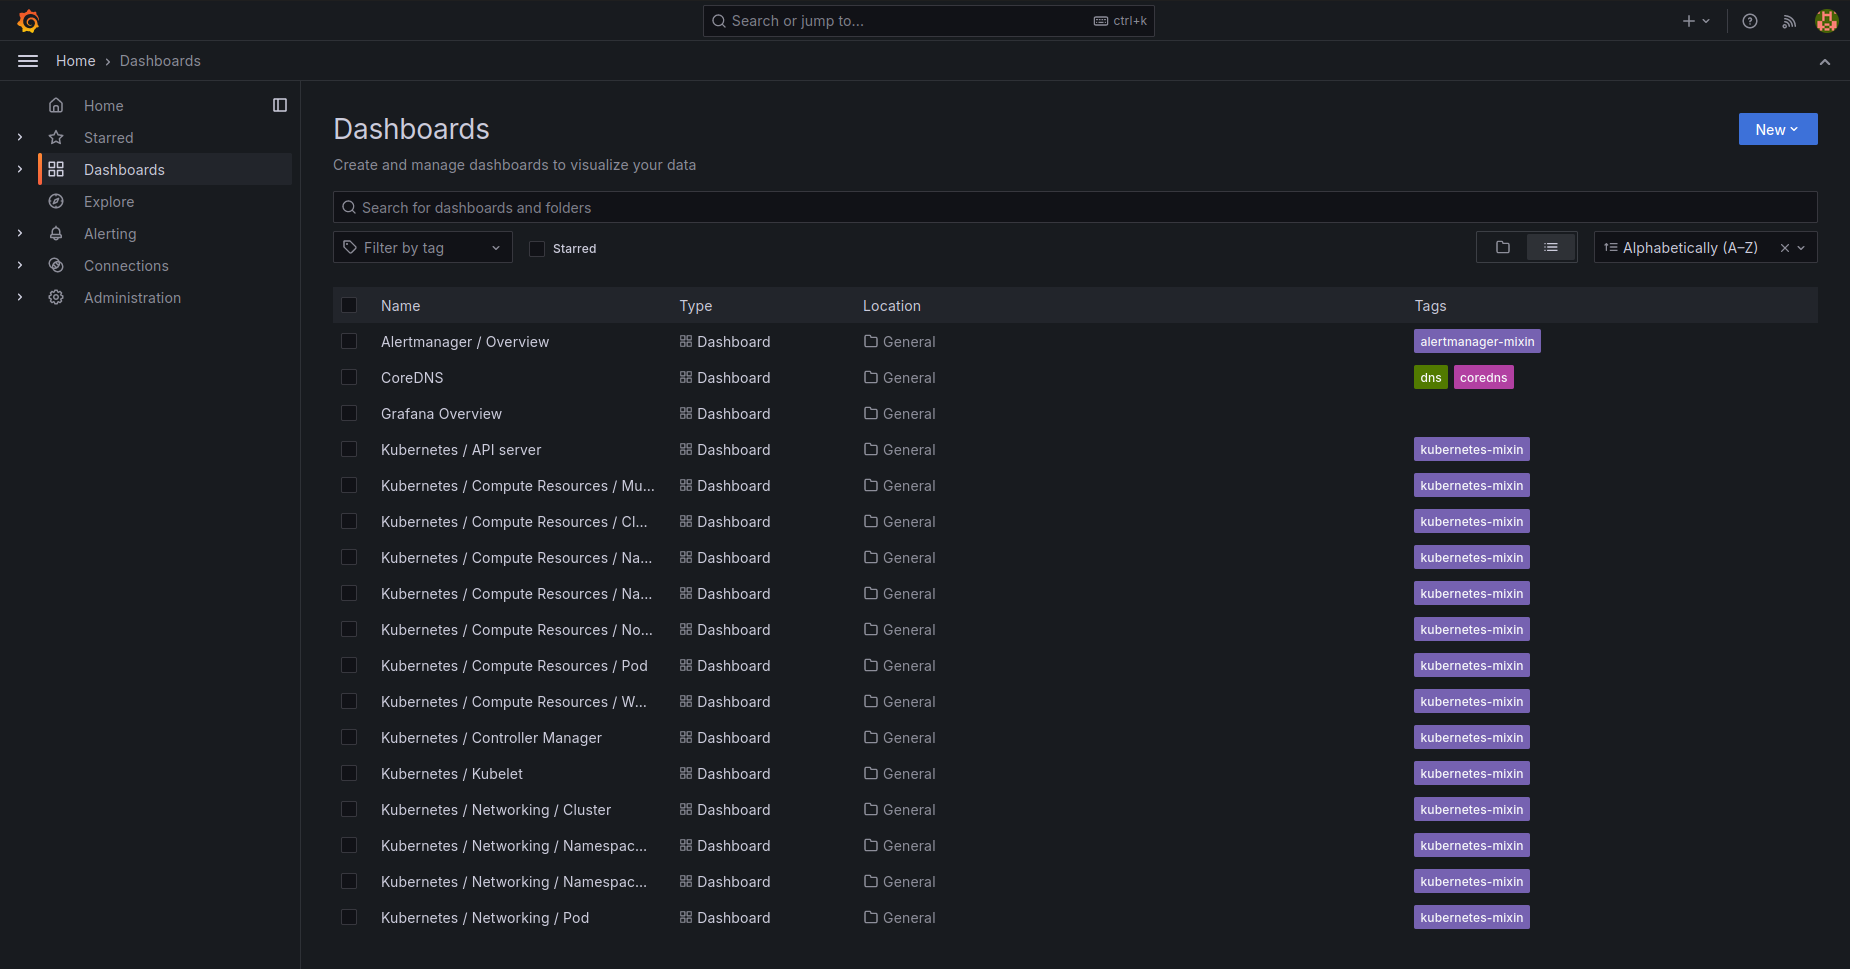 Search or jump to...
ctrl+k
Home › Dashboards
Home
Starred
Dashboards
Explore
Alerting
Connections
Administration
Dashboards
New
Create and manage dashboards to visualize your data
Search for dashboards and folders
Filter by tag
Starred
Alphabetically (A–Z)
Name Type Location Tags
Alertmanager / Overview Dashboard General alertmanager-mixin
CoreDNS Dashboard General dns coredns
Grafana Overview Dashboard General
Kubernetes / API server Dashboard General kubernetes-mixin
Kubernetes / Compute Resources / Mu... Dashboard General kubernetes-mixin
Kubernetes / Compute Resources / Cl... Dashboard General kubernetes-mixin
Kubernetes / Compute Resources / Na... Dashboard General kubernetes-mixin
Kubernetes / Compute Resources / Na... Dashboard General kubernetes-mixin
Kubernetes / Compute Resources / No... Dashboard General kubernetes-mixin
Kubernetes / Compute Resources / Pod Dashboard General kubernetes-mixin
Kubernetes / Compute Resources / W... Dashboard General kubernetes-mixin
Kubernetes / Controller Manager Dashboard General kubernetes-mixin
Kubernetes / Kubelet Dashboard General kubernetes-mixin
Kubernetes / Networking / Cluster Dashboard General kubernetes-mixin
Kubernetes / Networking / Namespac... Dashboard General kubernetes-mixin
Kubernetes / Networking / Namespac... Dashboard General kubernetes-mixin
Kubernetes / Networking / Pod Dashboard General kubernetes-mixin